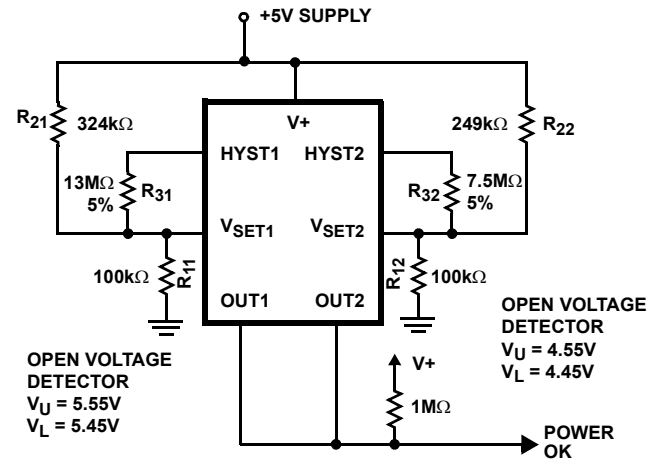 +5V SUPPLY
R21
324kΩ
V+
249kΩ
R22
HYST1
HYST2
13MΩ
5%
R31
R32
7.5MΩ
5%
VSET1
VSET2
100kΩ
R11
R12
100kΩ
OUT1
OUT2
OPEN VOLTAGE
DETECTOR
VU = 5.55V
VL = 5.45V
OPEN VOLTAGE
DETECTOR
VU = 4.55V
VL = 4.45V
V+
1MΩ
POWER
OK